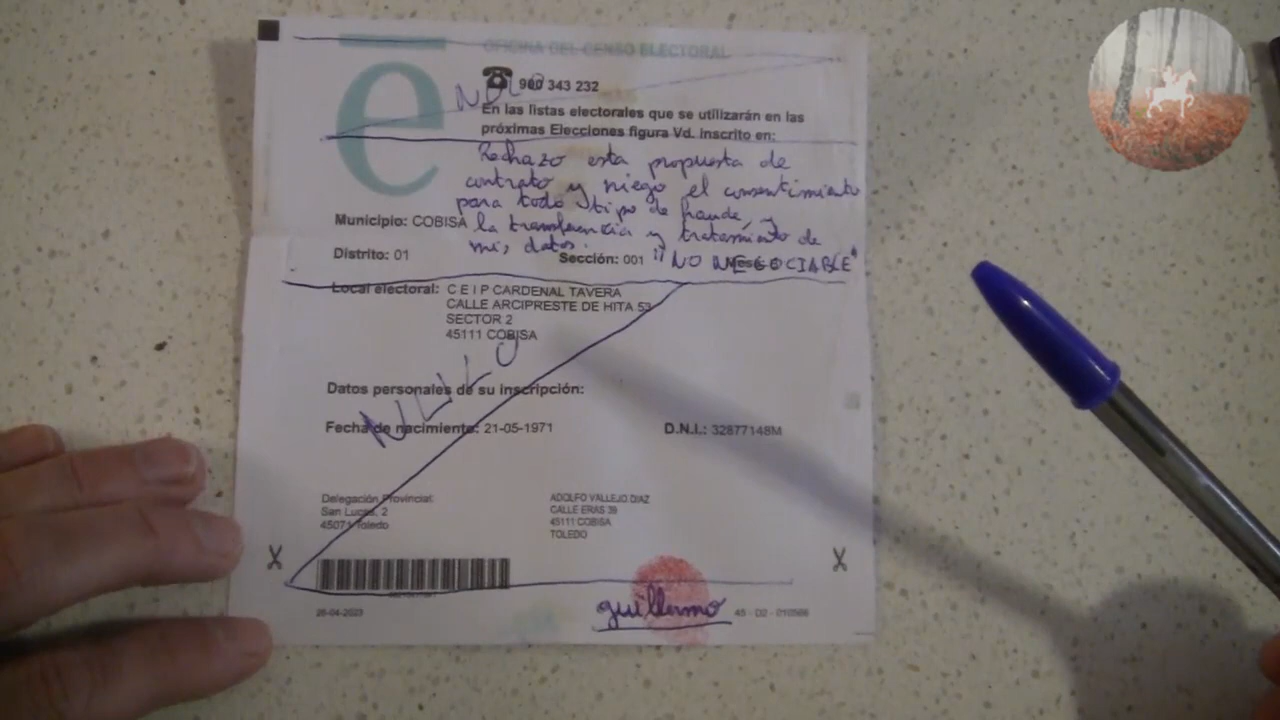 OFICINA DEL CENSO ELECTORAL
900 343 232
NULO
En las listas electorales que se utilizarán en las
próximas Elecciones figura Vd. inscrito en:
Rechazo esta propuesta de
contrato y niego el consentimiento
para todo tipo de fraude, y
la transferencia y tratamiento de
mis datos.
"NO NEGOCIABLE"
Municipio: COBISA
Distrito: 01 Sección: 001
Local electoral: C E I P CARDENAL TAVERA
CALLE ARCIPRESTE DE HITA 53
SECTOR 2
45111 COBISA
NULO
Datos personales de su inscripción:
Fecha de nacimiento: 21-05-1971 D.N.I.: 32877148M
Delegación Provincial:
San Lucas, 2
45071 Toledo
ADOLFO VALLEJO DIAZ
CALLE ERAS 39
45111 COBISA
TOLEDO
26-04-2023
guillermo